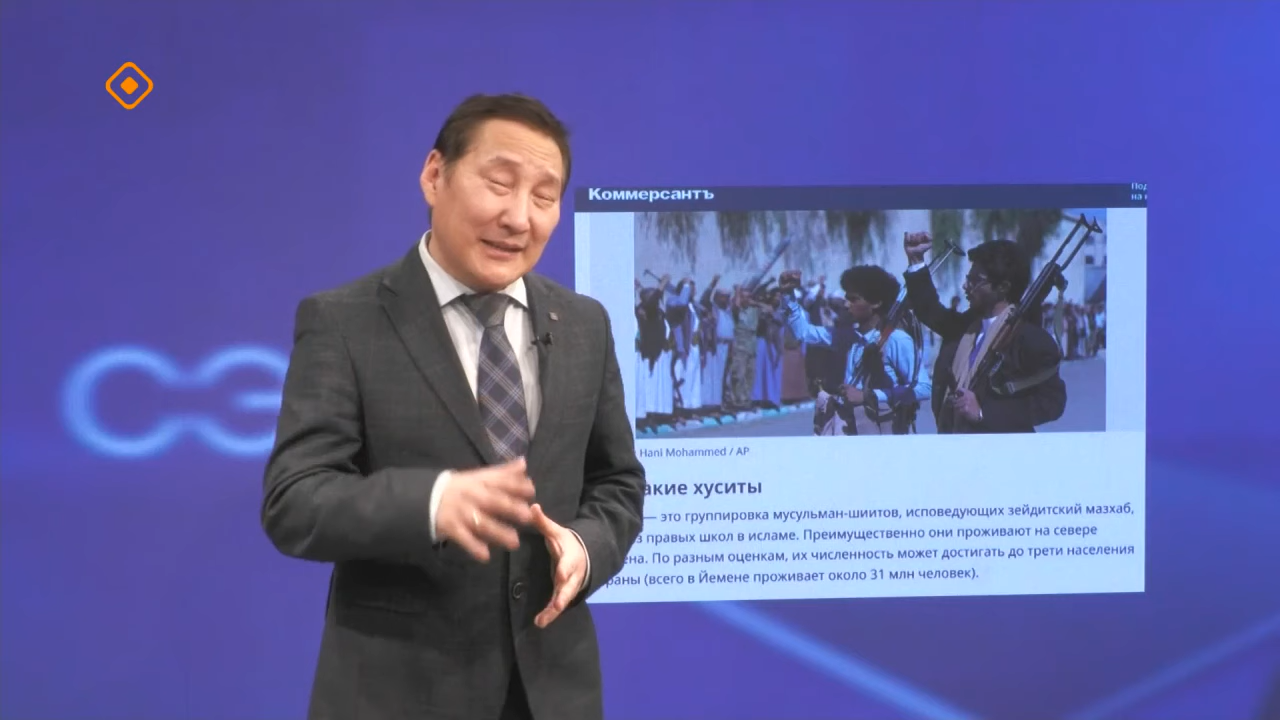 Коммерсантъ
Hani Mohammed / AP
акие хуситы
— это группировка мусульман-шиитов, исповедующих зейдитский мазхаб,
правых школ в исламе. Преимущественно они проживают на севере
ена. По разным оценкам, их численность может достигать до трети населения
раны (всего в Йемене проживает около 31 млн человек).